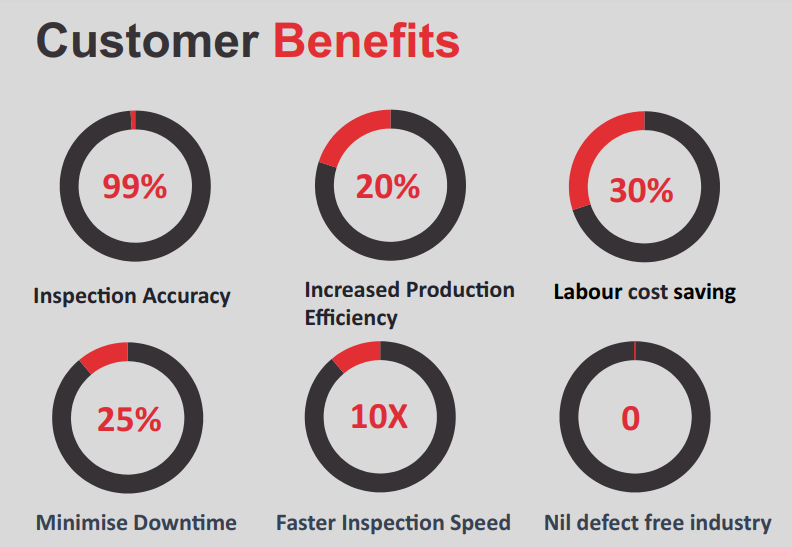 Customer Benefits
99%
20%
30%
Inspection Accuracy
Increased Production
Efficiency
Labour cost saving
25%
10X
0
Minimise Downtime
Faster Inspection Speed
Nil defect free industry